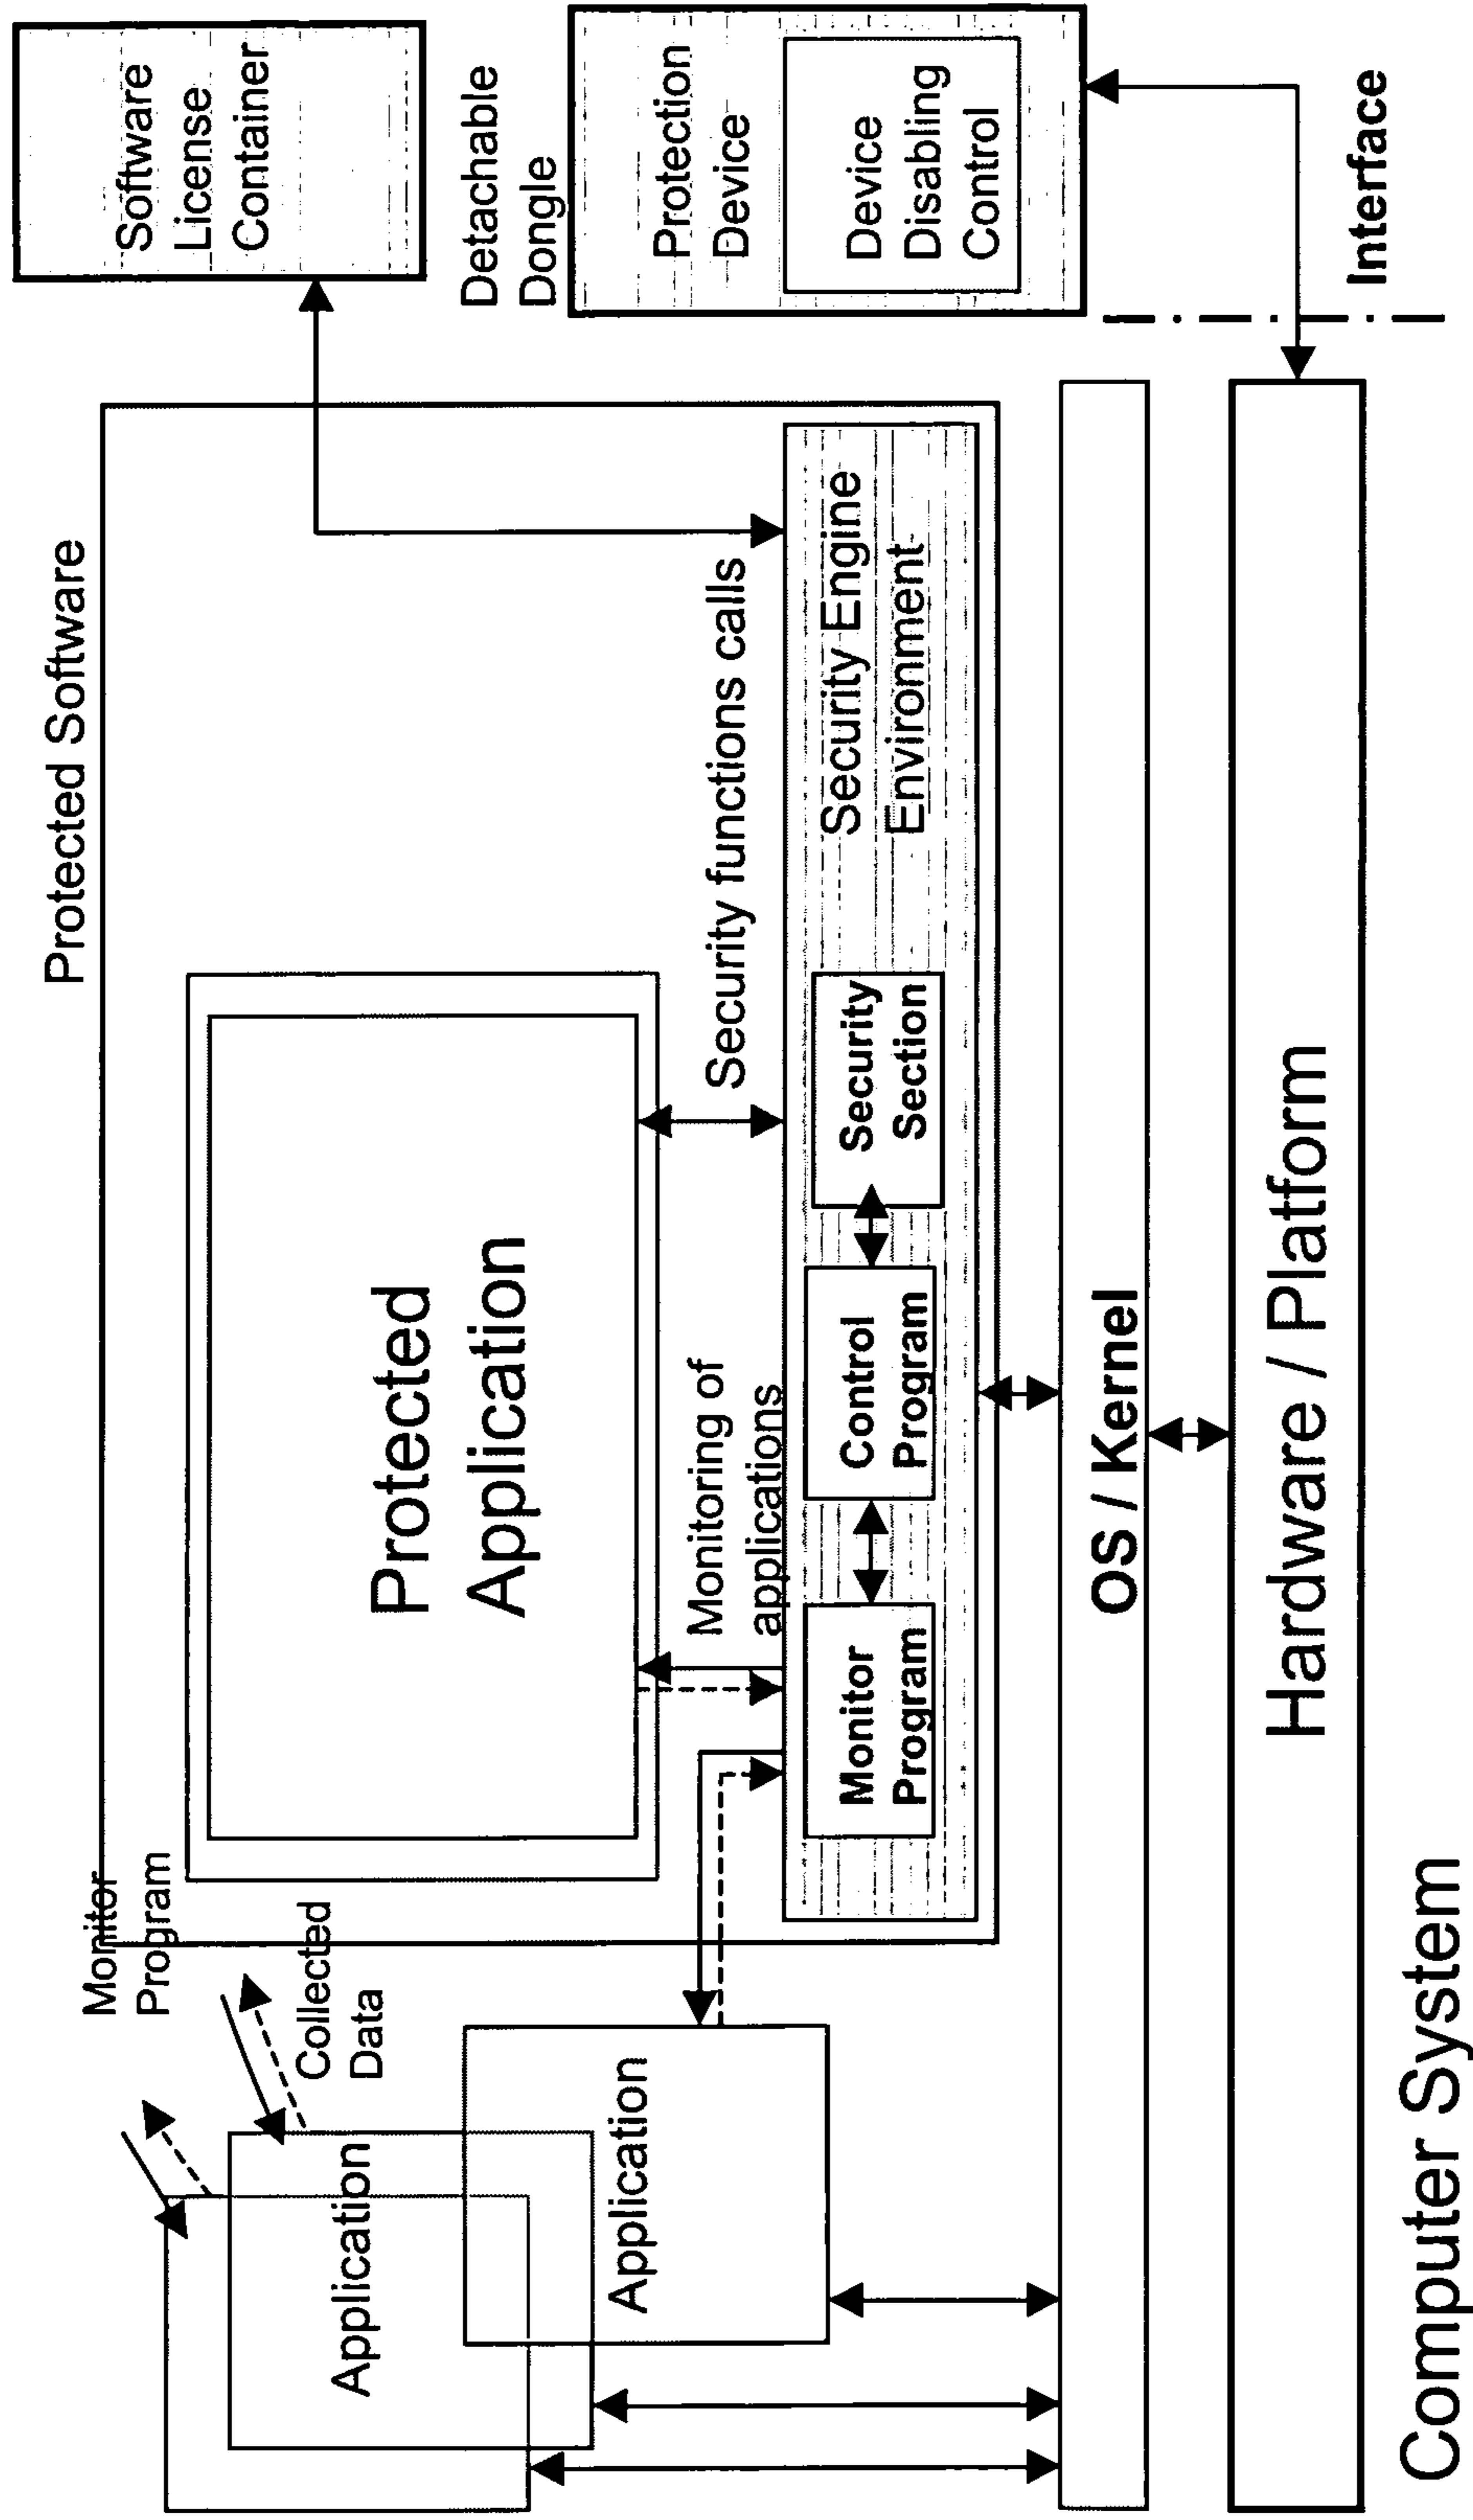 Protected Software
Software
License
Container
Detachable
Dongle
Protection
Device
Device
Disabling
Control
Interface
Monitor
Program
Collected
Data
Application
Application
Protected
Application
Monitoring of
applications
Security functions calls
Monitor
Program
Control
Program
Security
Section
Security Engine
Environment
OS / Kernel
Hardware / Platform
Computer System